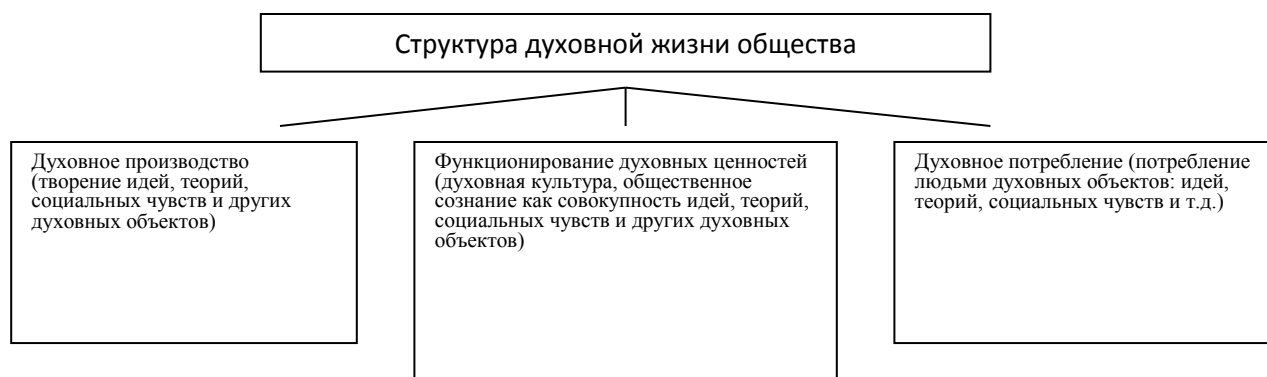 Структура духовной жизни общества
Духовное производство
(творение идей, теорий,
социальных чувств и других
духовных объектов)
Функционирование духовных ценностей
(духовная культура, общественное
сознание как совокупность идей, теорий,
социальных чувств и других духовных
объектов)
Духовное потребление (потребление
людьми духовных объектов: идей,
теорий, социальных чувств и т.д.)